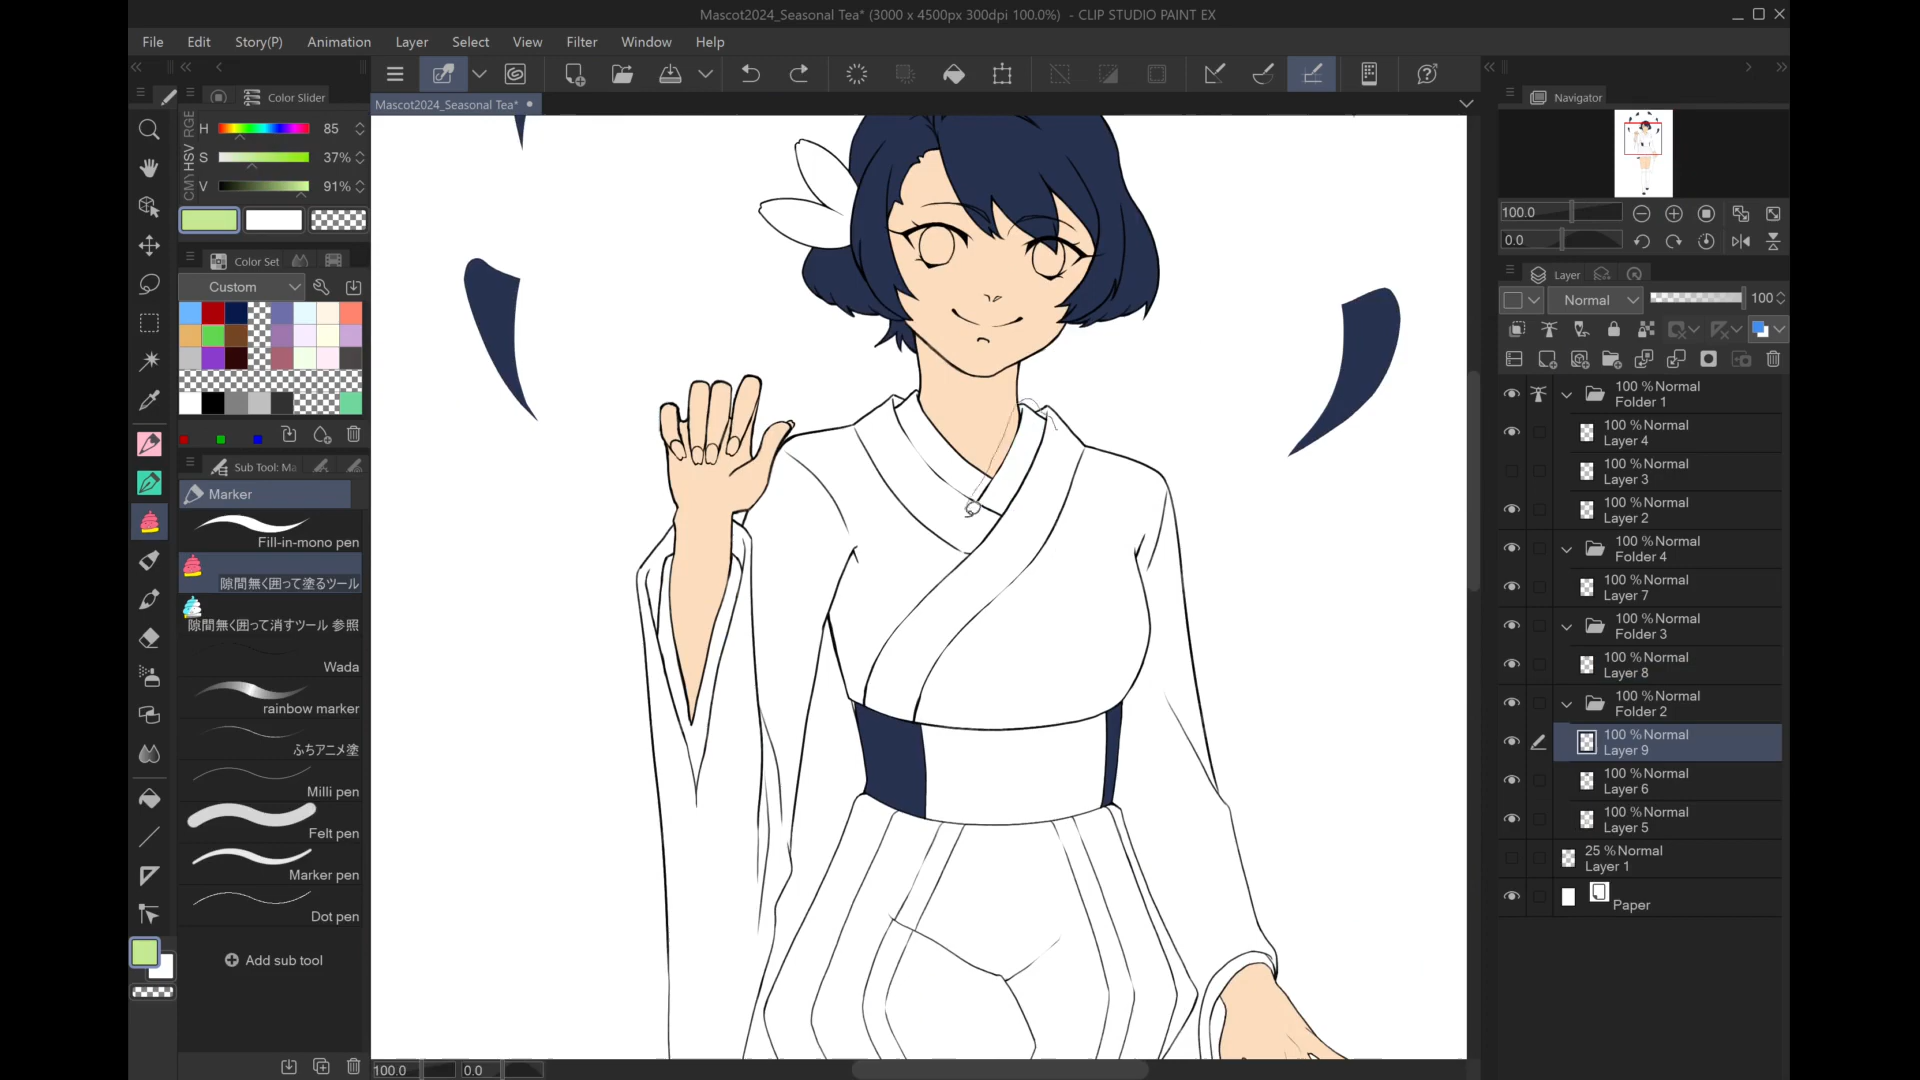 Mascot2024_Seasonal Tea* (3000 x 4500px 300dpi 100.0%) - CLIP STUDIO PAINT EX
File Edit Story(P) Animation Layer Select View Filter Window Help
Color Slider
Mascot2024_Seasonal Tea*
Navigator
RGB
HSV
CMY
H 85
S 37%
V 91%
100.0
0.0
Color Set
Custom
Layer
Normal 100
Sub Tool: Ma
Marker
Fill-in-mono pen
隙間無く囲って塗るツール
隙間無く囲って消すツール 参照
Wada
rainbow marker
ふちアニメ塗
Milli pen
Felt pen
Marker pen
Dot pen
Add sub tool
100 % Normal
Folder 1
100 % Normal
Layer 4
100 % Normal
Layer 3
100 % Normal
Layer 2
100 % Normal
Folder 4
100 % Normal
Layer 7
100 % Normal
Folder 3
100 % Normal
Layer 8
100 % Normal
Folder 2
100 % Normal
Layer 9
100 % Normal
Layer 6
100 % Normal
Layer 5
25 % Normal
Layer 1
Paper
100.0 0.0